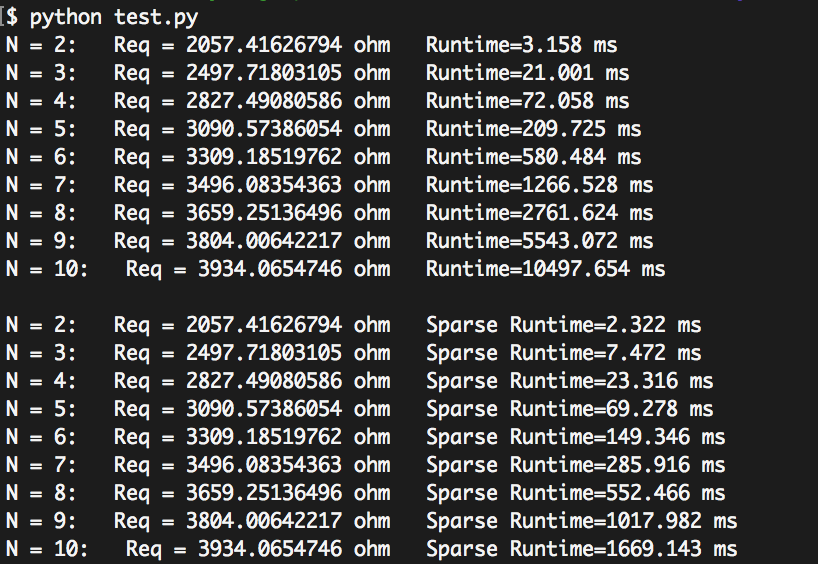 $ python test.py
N = 2:   Req = 2057.41626794 ohm   Runtime=3.158 ms
N = 3:   Req = 2497.71803105 ohm   Runtime=21.001 ms
N = 4:   Req = 2827.49080586 ohm   Runtime=72.058 ms
N = 5:   Req = 3090.57386054 ohm   Runtime=209.725 ms
N = 6:   Req = 3309.18519762 ohm   Runtime=580.484 ms
N = 7:   Req = 3496.08354363 ohm   Runtime=1266.528 ms
N = 8:   Req = 3659.25136496 ohm   Runtime=2761.624 ms
N = 9:   Req = 3804.00642217 ohm   Runtime=5543.072 ms
N = 10:   Req = 3934.0654746 ohm   Runtime=10497.654 ms

N = 2:   Req = 2057.41626794 ohm   Sparse Runtime=2.322 ms
N = 3:   Req = 2497.71803105 ohm   Sparse Runtime=7.472 ms
N = 4:   Req = 2827.49080586 ohm   Sparse Runtime=23.316 ms
N = 5:   Req = 3090.57386054 ohm   Sparse Runtime=69.278 ms
N = 6:   Req = 3309.18519762 ohm   Sparse Runtime=149.346 ms
N = 7:   Req = 3496.08354363 ohm   Sparse Runtime=285.916 ms
N = 8:   Req = 3659.25136496 ohm   Sparse Runtime=552.466 ms
N = 9:   Req = 3804.00642217 ohm   Sparse Runtime=1017.982 ms
N = 10:   Req = 3934.0654746 ohm   Sparse Runtime=1669.143 ms